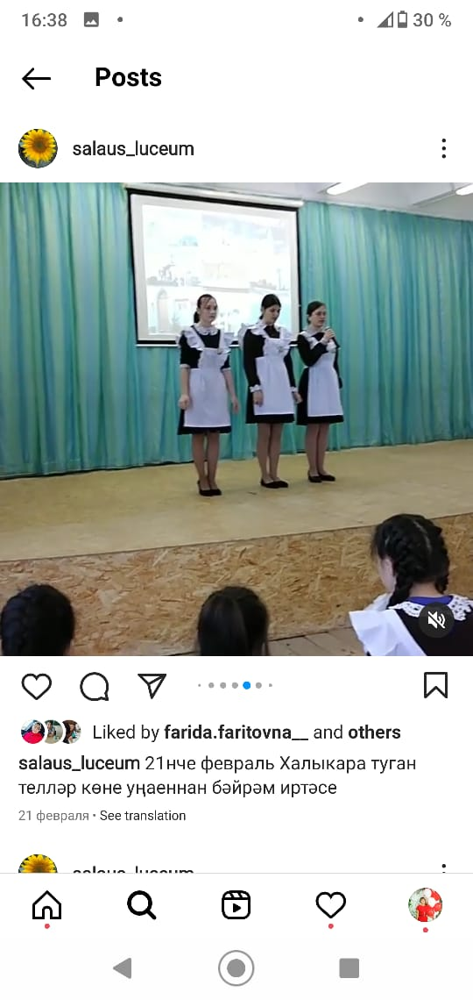 16:38
30 %
Posts
salaus_luceum
Liked by farida.faritovna__ and others
salaus_luceum 21нче февраль Халыкара туган
телләр көне уңаеннан бәйрәм иртәсе
21 февраля • See translation
salaus_luceum